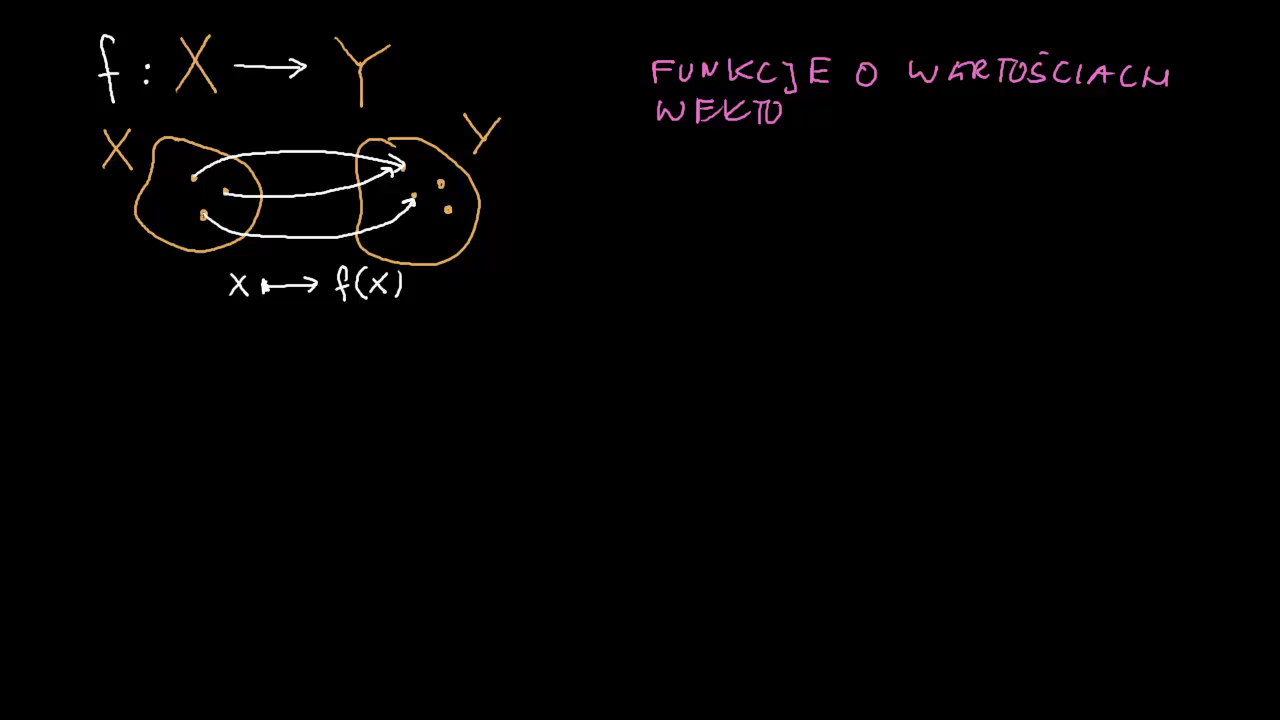 f : X → Y
X
Y
x ↦ f(x)
FUNKCJE O WARTOŚCIACH
WEKTO